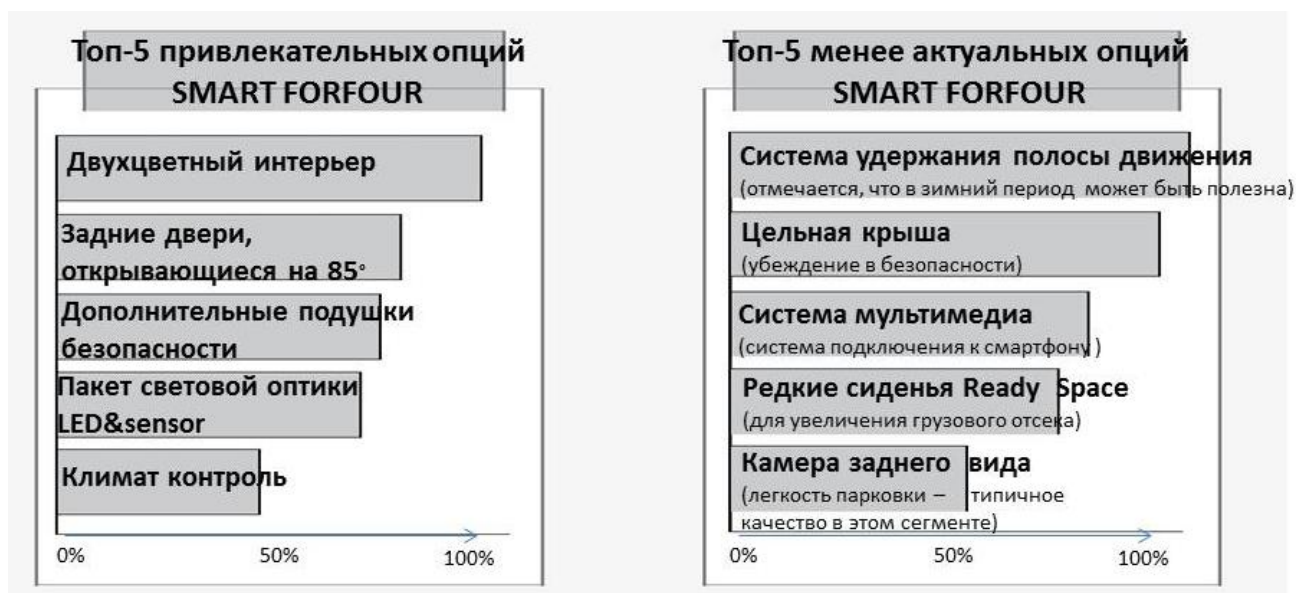 Топ-5 привлекательных опций
SMART FORFOUR
Двухцветный интерьер
Задние двери,
открывающиеся на 85°
Дополнительные подушки
безопасности
Пакет световой оптики
LED&sensor
Климат контроль
0% 50% 100%
Топ-5 менее актуальных опций
SMART FORFOUR
Система удержания полосы движения
(отмечается, что в зимний период может быть полезна)
Цельная крыша
(убеждение в безопасности)
Система мультимедиа
(система подключения к смартфону )
Редкие сиденья Ready Space
(для увеличения грузового отсека)
Камера заднего вида
(легкость парковки – типичное
качество в этом сегменте)
0% 50% 100%